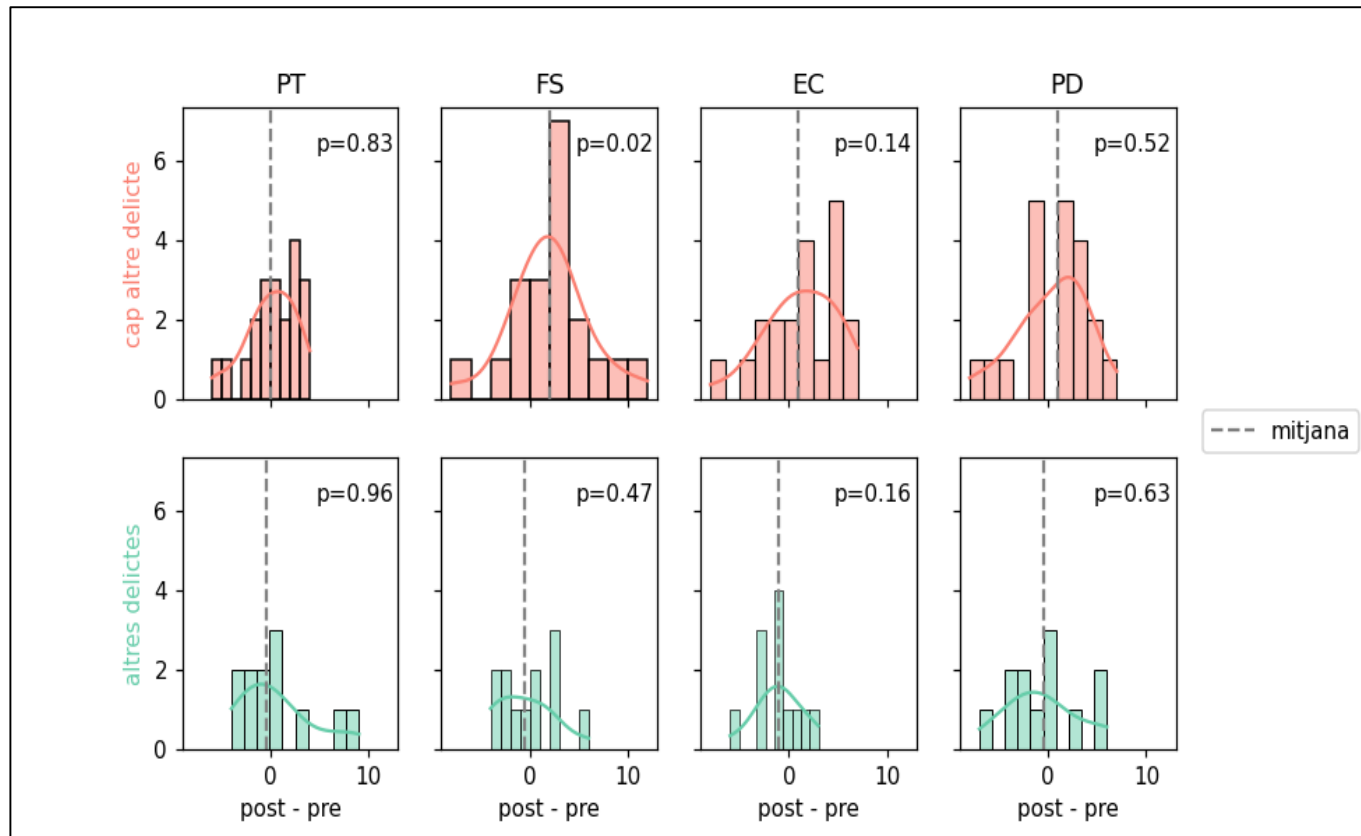 PT FS EC PD
cap altre delicte
6
4
2
0
p=0.83 p=0.02 p=0.14 p=0.52
mitjana
altres delictes
6
4
2
0
p=0.96 p=0.47 p=0.16 p=0.63
0 10 0 10 0 10 0 10
post - pre post - pre post - pre post - pre